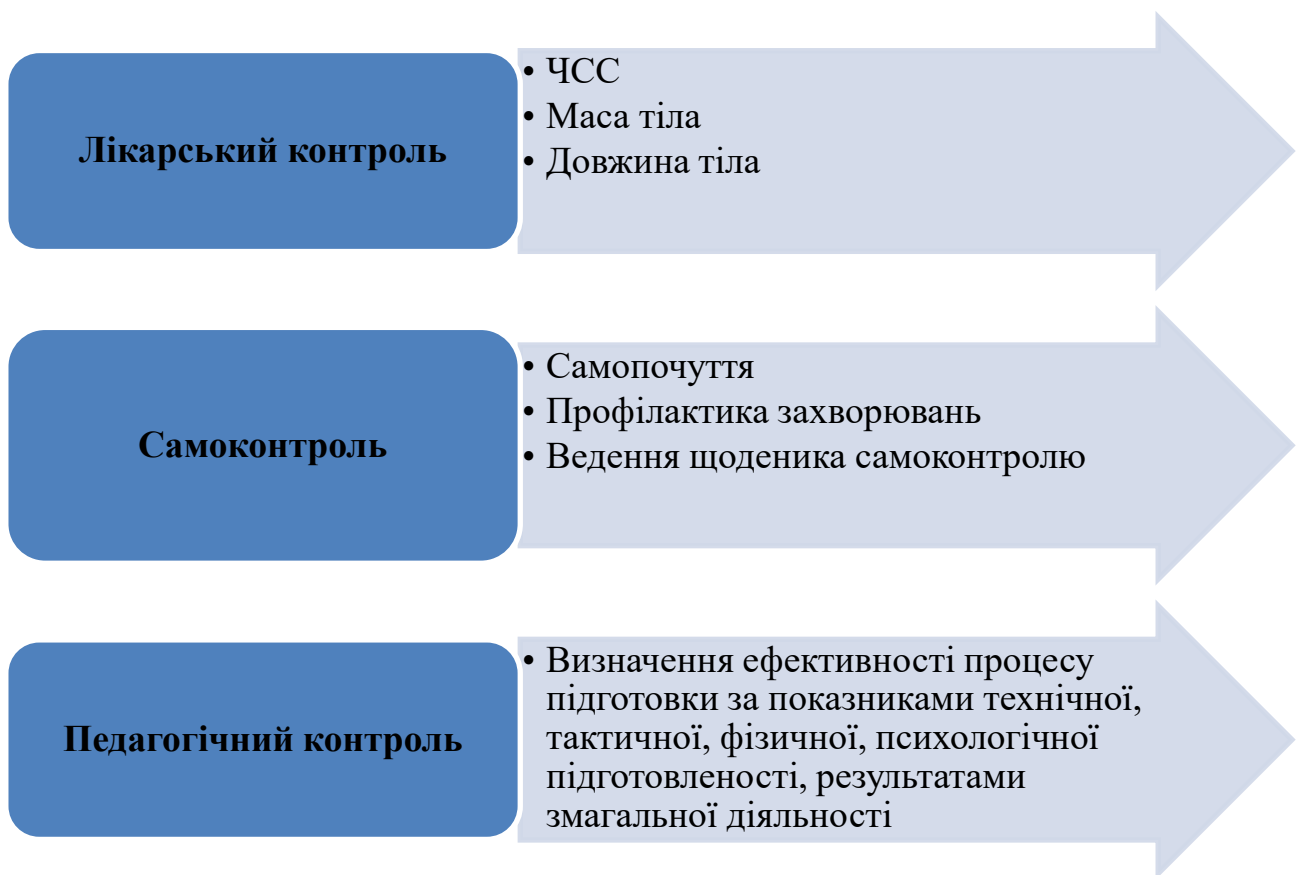 Лікарський контроль
• ЧСС
• Маса тіла
• Довжина тіла
Самоконтроль
• Самопочуття
• Профілактика захворювань
• Ведення щоденика самоконтролю
Педагогічний контроль
• Визначення ефективності процесу
підготовки за показниками технічної,
тактичної, фізичної, психологічної
підготовленості, результатами
змагальної діяльності